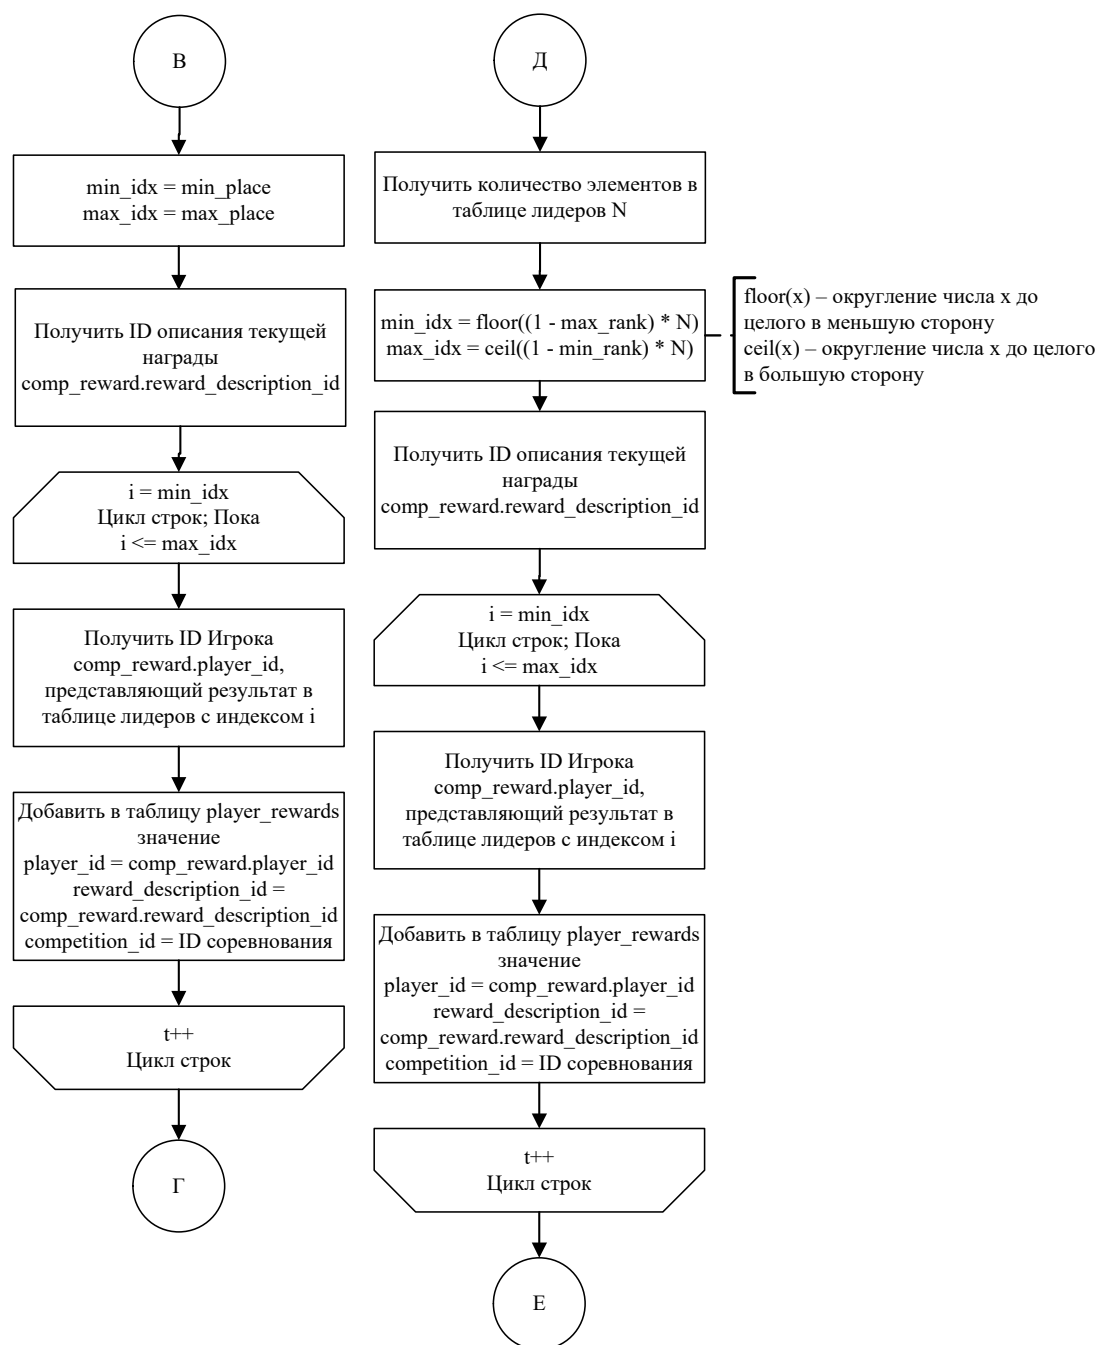 В
min_idx = min_place
max_idx = max_place
Получить ID описания текущей
награды
comp_reward.reward_description_id
i = min_idx
Цикл строк; Пока
i <= max_idx
Получить ID Игрока
comp_reward.player_id,
представляющий результат в
таблице лидеров с индексом i
Добавить в таблицу player_rewards
значение
player_id = comp_reward.player_id
reward_description_id =
comp_reward.reward_description_id
competition_id = ID соревнования
t++
Цикл строк
Г
Д
Получить количество элементов в
таблице лидеров N
min_idx = floor((1 - max_rank) * N)
max_idx = ceil((1 - min_rank) * N)
floor(x) – округление числа x до
целого в меньшую сторону
ceil(x) – округление числа x до целого
в большую сторону
Получить ID описания текущей
награды
comp_reward.reward_description_id
i = min_idx
Цикл строк; Пока
i <= max_idx
Получить ID Игрока
comp_reward.player_id,
представляющий результат в
таблице лидеров с индексом i
Добавить в таблицу player_rewards
значение
player_id = comp_reward.player_id
reward_description_id =
comp_reward.reward_description_id
competition_id = ID соревнования
t++
Цикл строк
Е